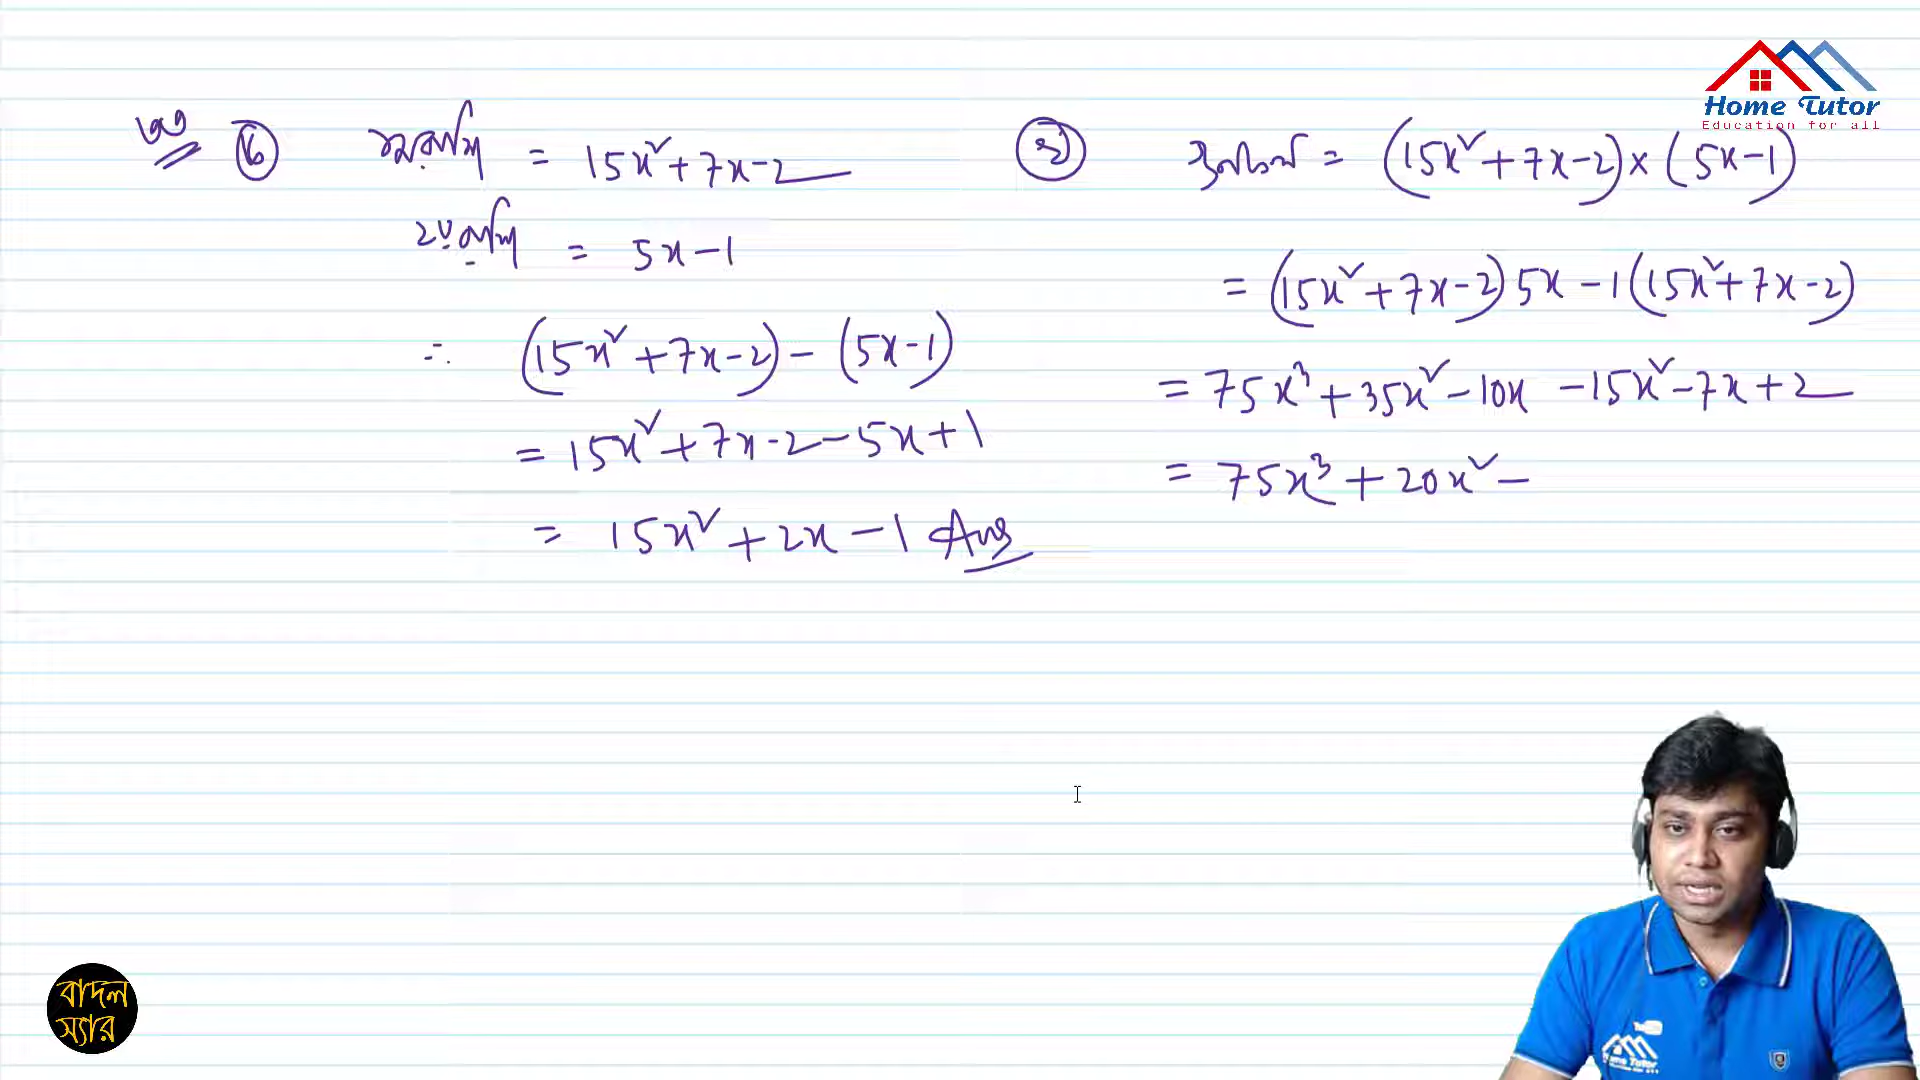 Home Tutor
Education for all
১ম রাশি = 15x² + 7x - 2
২য় রাশি = 5x - 1
∴ (15x² + 7x - 2) - (5x - 1)
= 15x² + 7x - 2 - 5x + 1
= 15x² + 2x - 1 Ans
গুণফল = (15x² + 7x - 2) × (5x - 1)
= (15x² + 7x - 2) 5x - 1 (15x² + 7x - 2)
= 75x³ + 35x² - 10x - 15x² - 7x + 2
= 75x³ + 20x² -
বাদল
স্যার